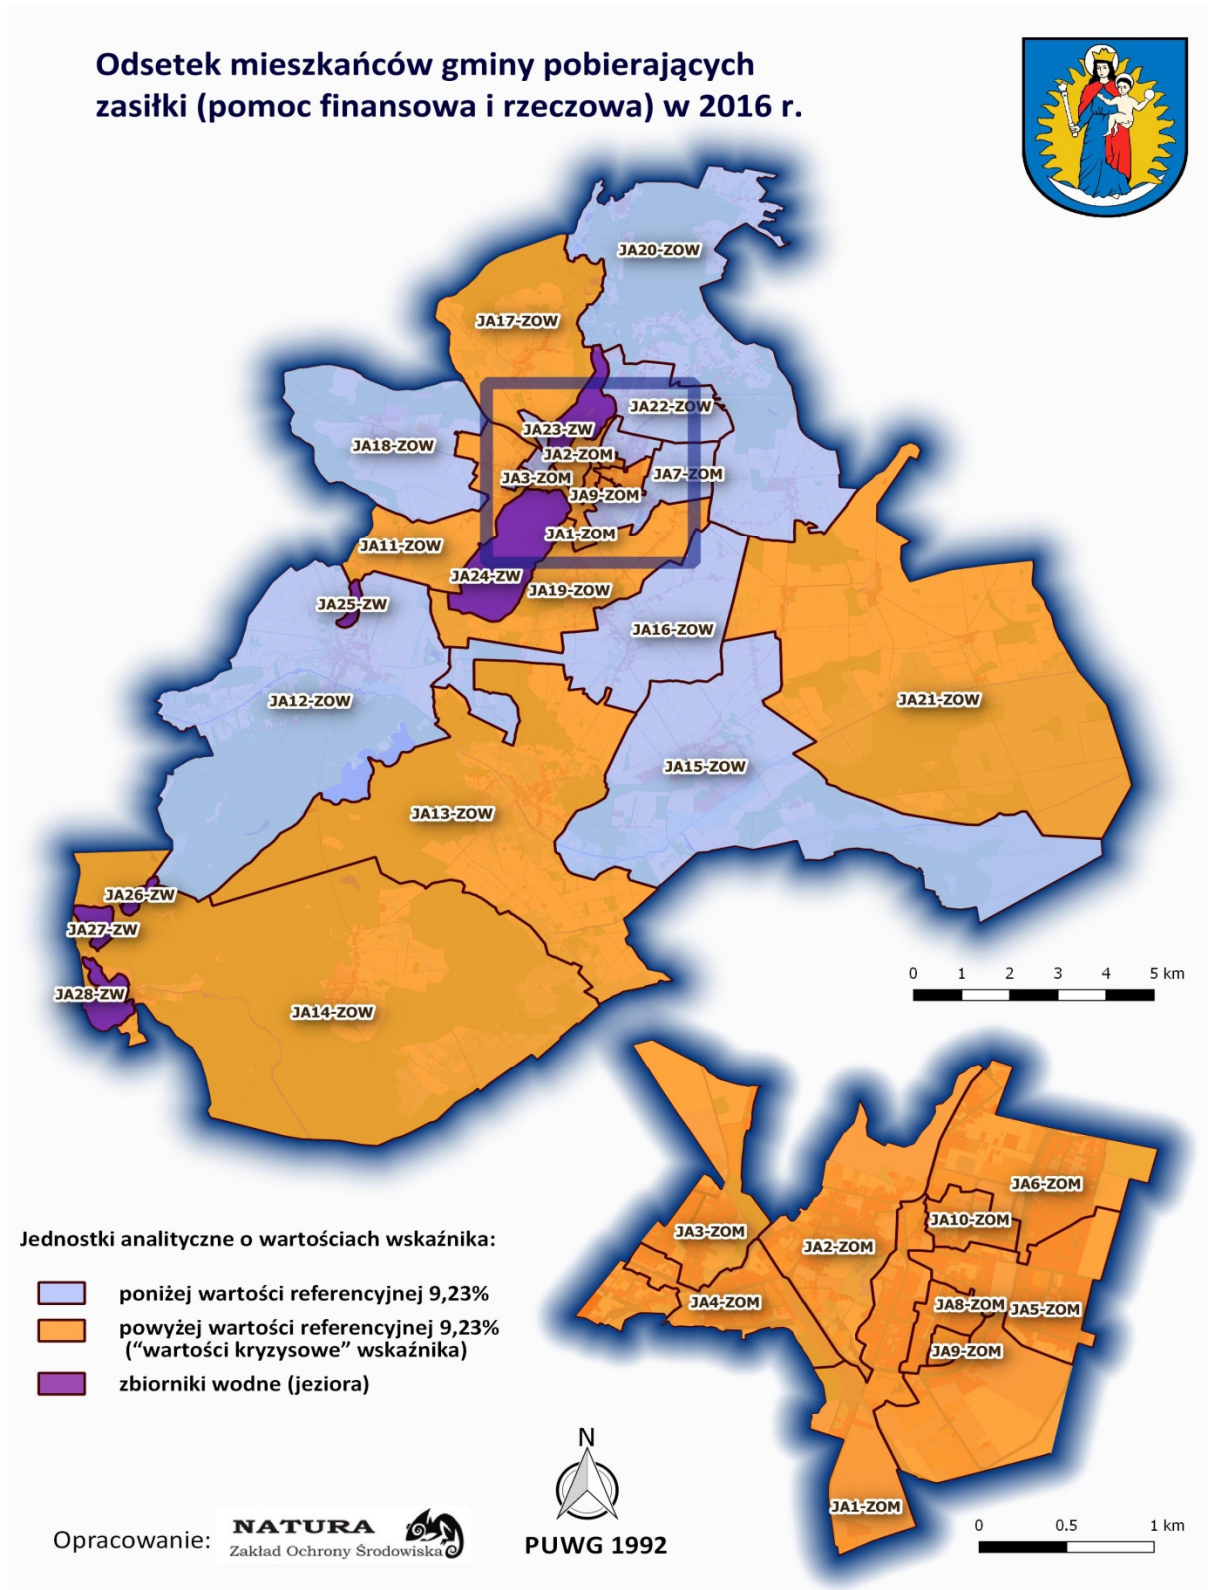 Odsetek mieszkańców gminy pobierających
zasiłki (pomoc finansowa i rzeczowa) w 2016 r.
JA20-ZOW
JA17-ZOW
JA22-ZOW
JA23-ZW
JA18-ZOW
JA2-ZOM
JA3-ZOM
JA7-ZOM
JA9-ZOM
JA1-ZOM
JA11-ZOW
JA24-ZW
JA19-ZOW
JA25-ZW
JA16-ZOW
JA12-ZOW
JA21-ZOW
JA15-ZOW
JA13-ZOW
JA26-ZW
JA27-ZW
JA28-ZW
JA14-ZOW
0 1 2 3 4 5 km
JA6-ZOM
JA10-ZOM
JA3-ZOM
JA2-ZOM
JA4-ZOM
JA8-ZOM
JA5-ZOM
JA9-ZOM
JA1-ZOM
0 0.5 1 km
Jednostki analityczne o wartościach wskaźnika:
poniżej wartości referencyjnej 9,23%
powyżej wartości referencyjnej 9,23%
(“wartości kryzysowe” wskaźnika)
zbiorniki wodne (jeziora)
N
PUWG 1992
Opracowanie:
NATURA
Zakład Ochrony Środowiska